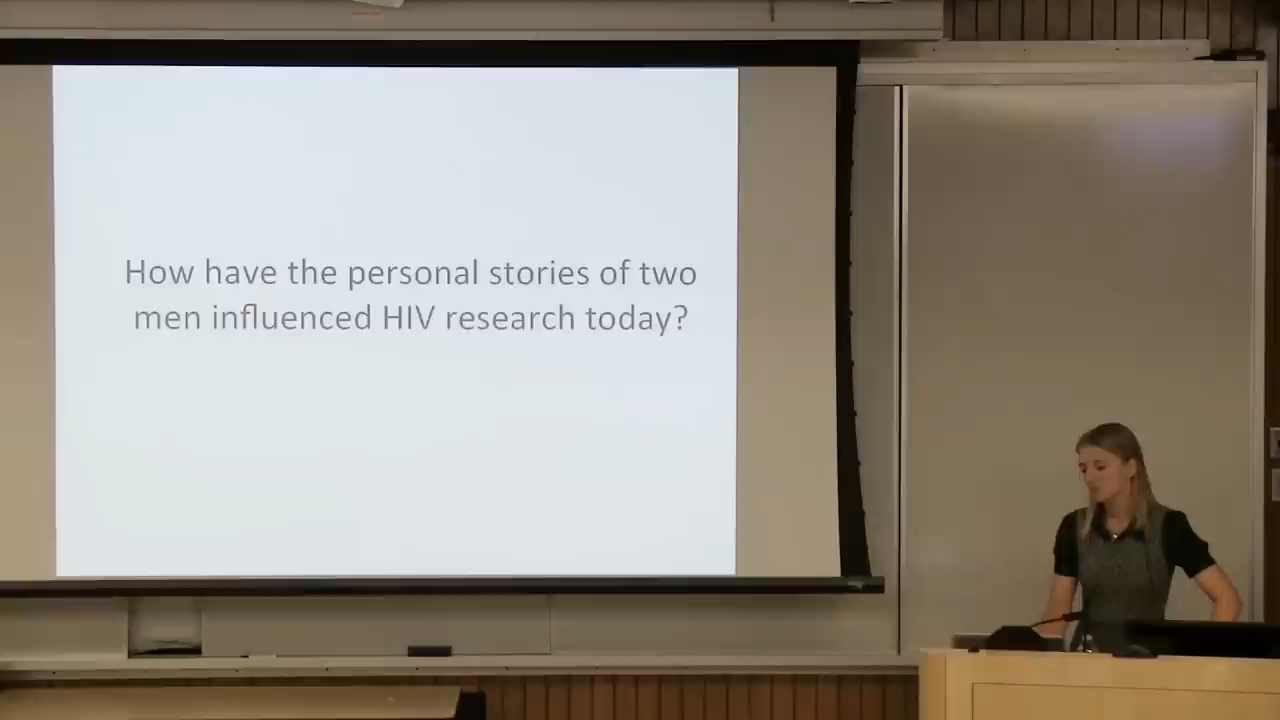 How have the personal stories of two
men influenced HIV research today?